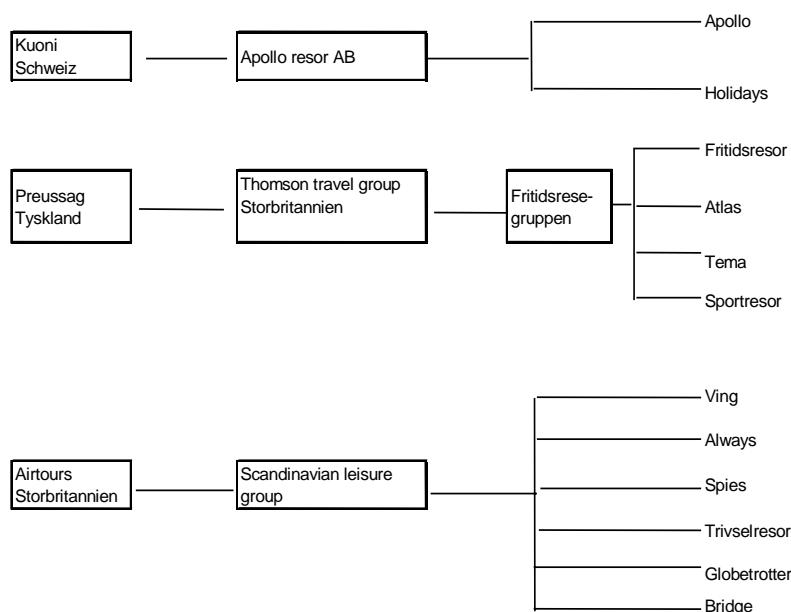 Kuoni
Schweiz
Apollo resor AB
Apollo
Holidays
Preussag
Tyskland
Thomson travel group
Storbritannien
Fritidsrese-
gruppen
Fritidsresor
Atlas
Tema
Sportresor
Airtours
Storbritannien
Scandinavian leisure
group
Ving
Always
Spies
Trivselresor
Globetrotter
Bridge